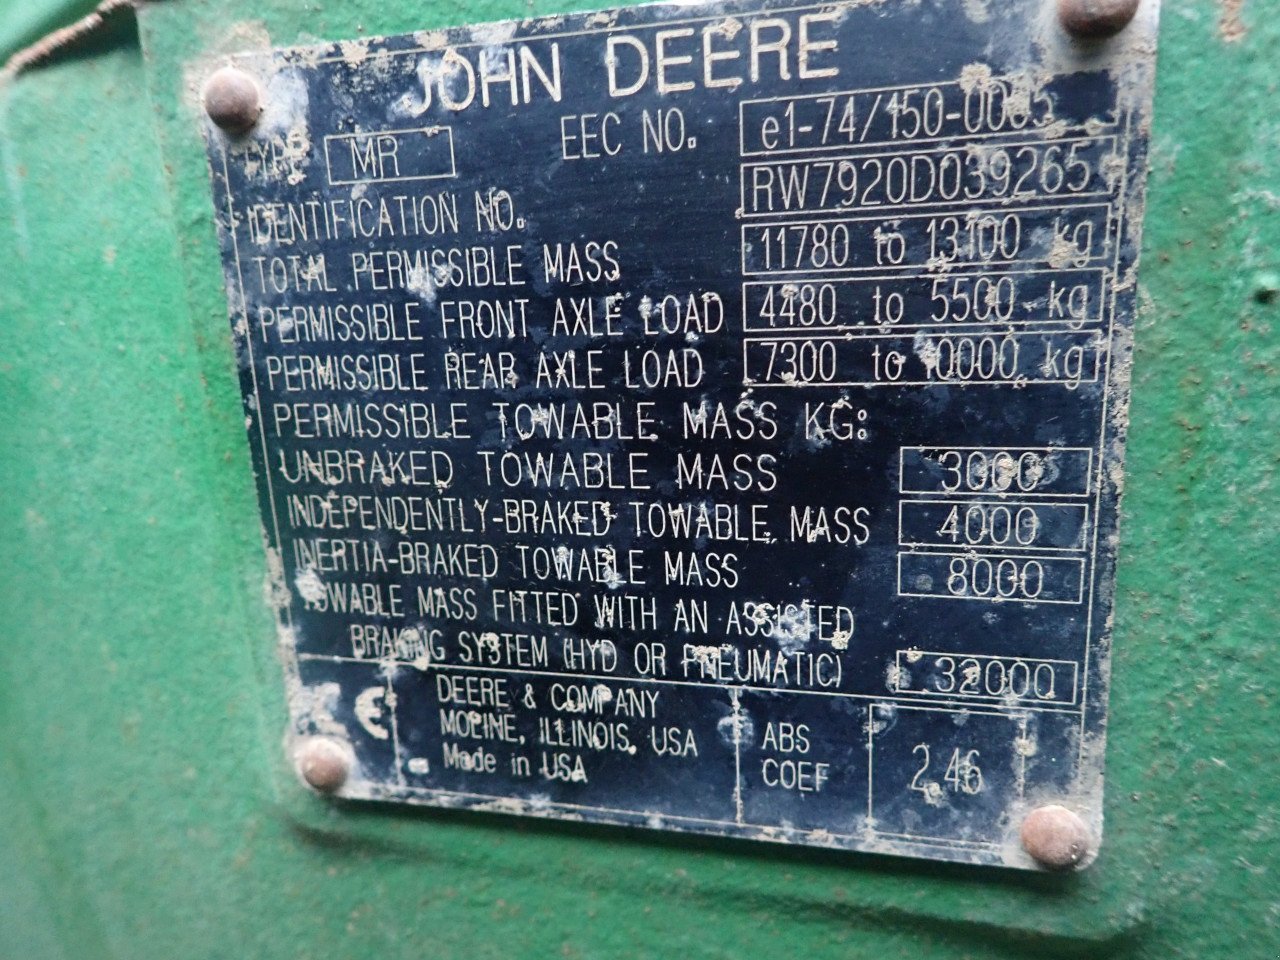 JOHN DEERE
TYPE MR EEC NO. e1-74/150-0005
IDENTIFICATION NO. RW7920D039265
TOTAL PERMISSIBLE MASS 11780 to 13100 kg
PERMISSIBLE FRONT AXLE LOAD 4480 to 5500 kg
PERMISSIBLE REAR AXLE LOAD 7300 to 10000 kg
PERMISSIBLE TOWABLE MASS KG:
UNBRAKED TOWABLE MASS 3000
INDEPENDENTLY-BRAKED TOWABLE MASS 4000
INERTIA-BRAKED TOWABLE MASS 8000
TOWABLE MASS FITTED WITH AN ASSISTED
BRAKING SYSTEM (HYD OR PNEUMATIC) 32000
CE
DEERE & COMPANY
MOLINE, ILLINOIS, USA
Made in USA
ABS
COEF
2.46